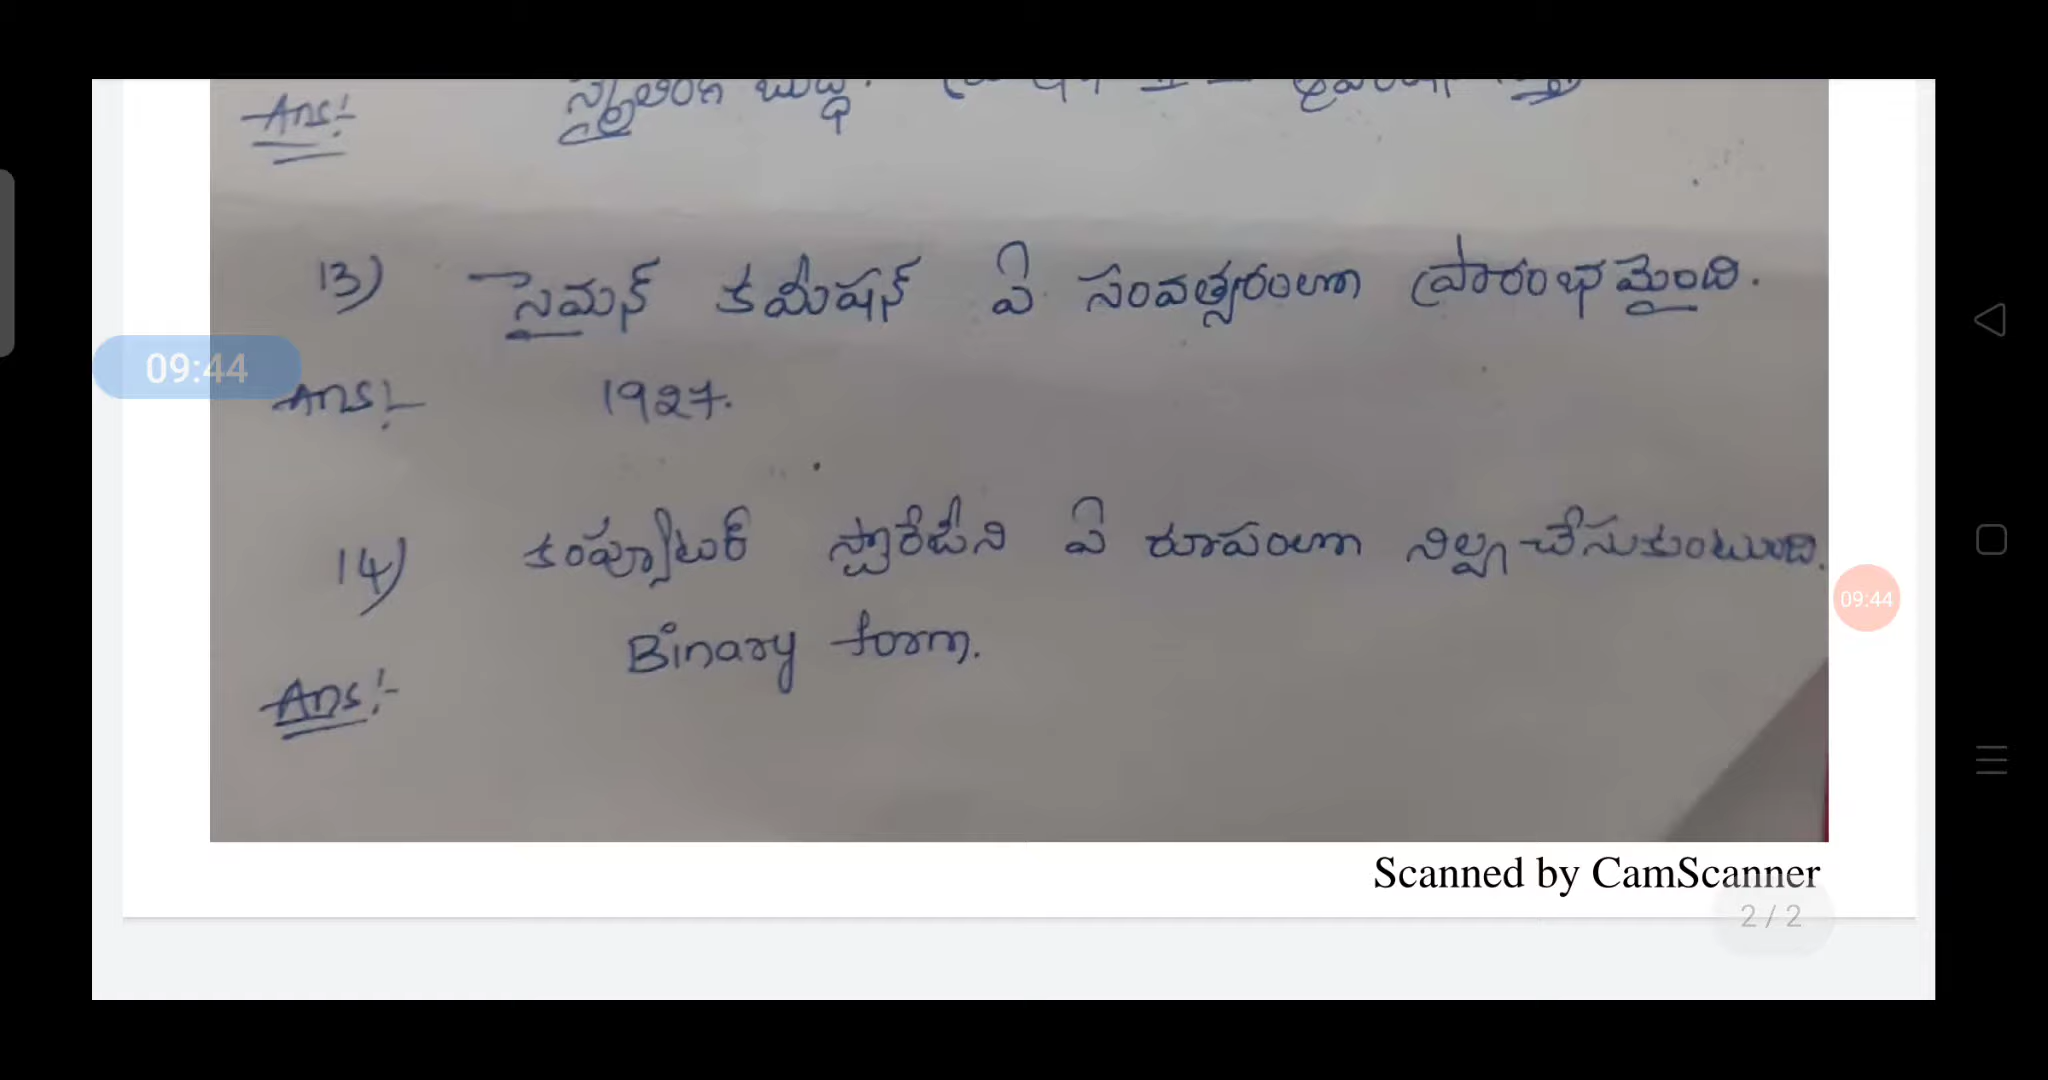 Ans:-
13) సైమన్ కమీషన్ ఏ సంవత్సరంలో ప్రారంభమైంది.
09:44
Ans:- 1927.
14) కంప్యూటర్ స్టోరేజీని ఏ రూపంలో నిల్వ చేసుకుంటుంది.
09:44
Binary form.
Ans:-
Scanned by CamScanner
2 / 2